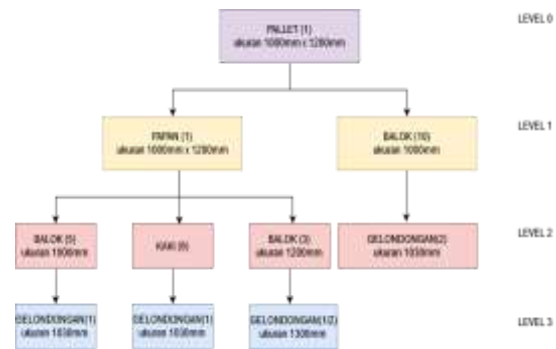 PALLET (1)
ukuran 1000mm x 1200mm
LEVEL 0
PAPAN (1)
ukuran 1000mm x 1200mm
BALOK (10)
ukuran 1000mm
LEVEL 1
BALOK (5)
ukuran 1000mm
KAKI (9)
BALOK (3)
ukuran 1200mm
GELONDONGAN(2)
ukuran 1030mm
LEVEL 2
GELONDONGAN(1)
ukuran 1030mm
GELONDONGAN(1)
ukuran 1030mm
GELONDONGAN(1/2)
ukuran 1300mm
LEVEL 3